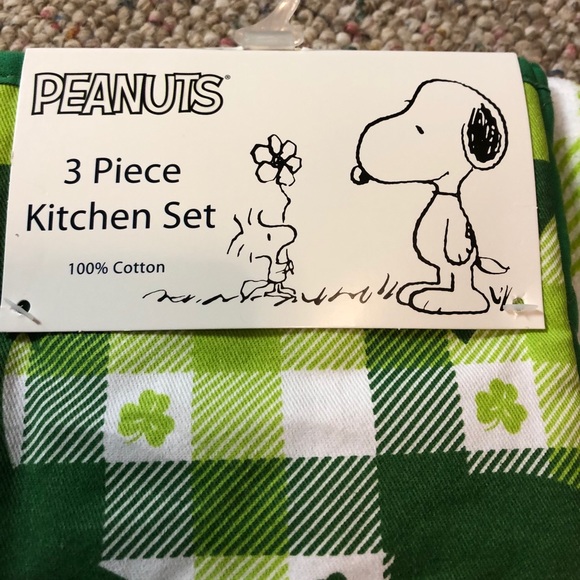 PEANUTS®
3 Piece
Kitchen Set
100% Cotton